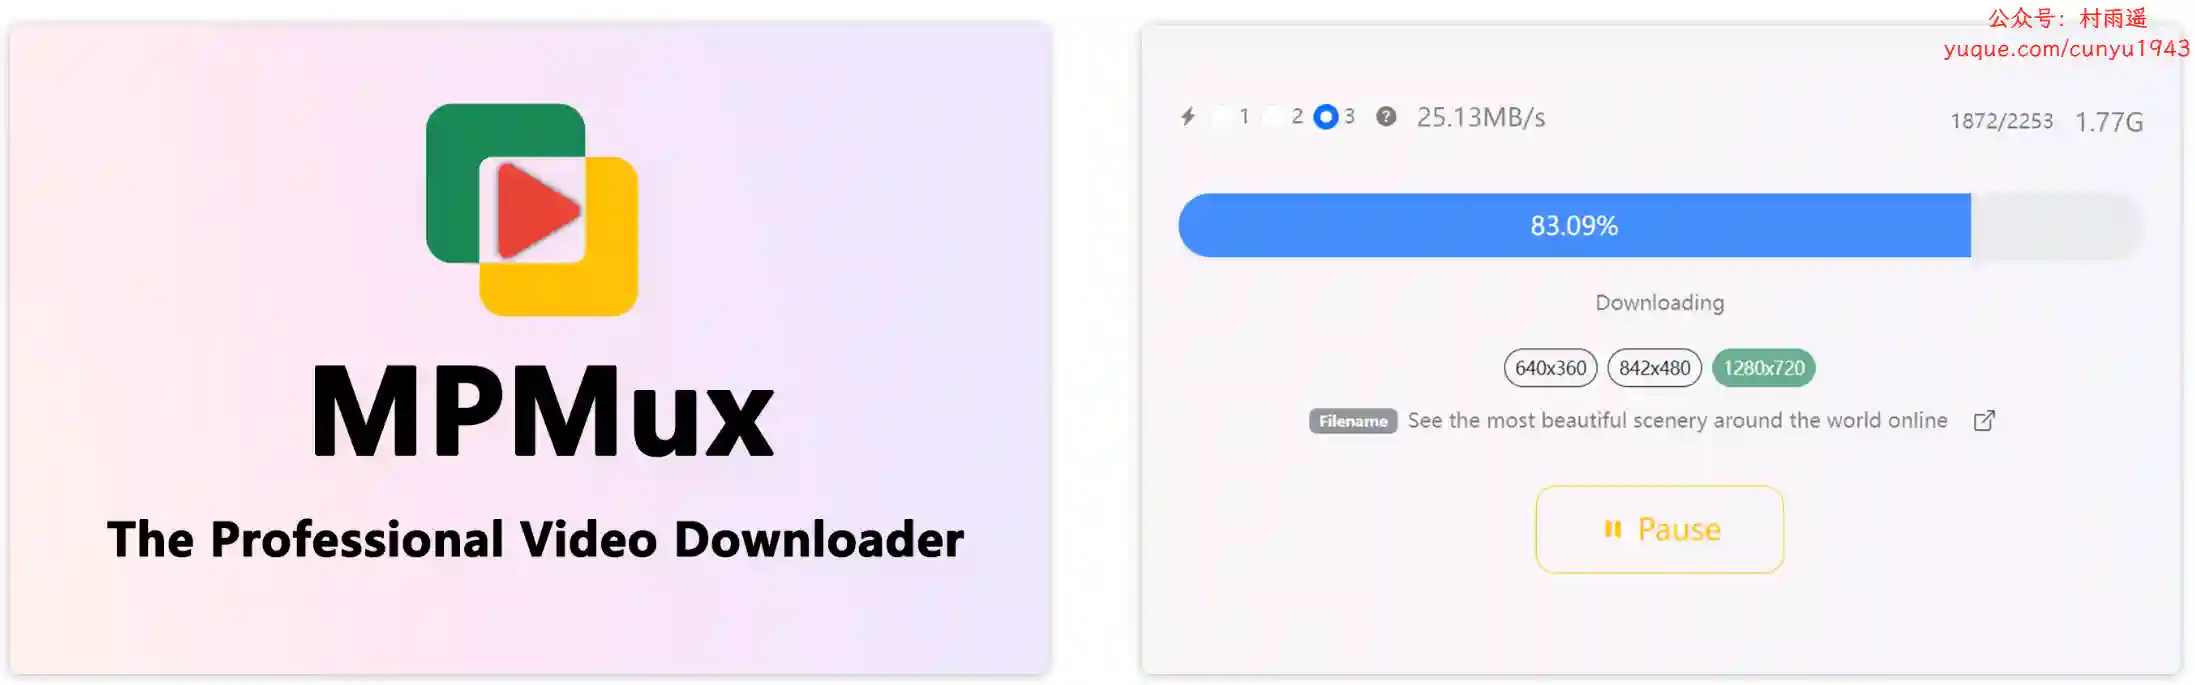 公众号：村雨遥
yuque.com/cunyu1943
MPMux
The Professional Video Downloader
1 2 3 ? 25.13MB/s 1872/2253 1.77G
83.09%
Downloading
640x360 842x480 1280x720
Filename See the most beautiful scenery around the world online
Pause